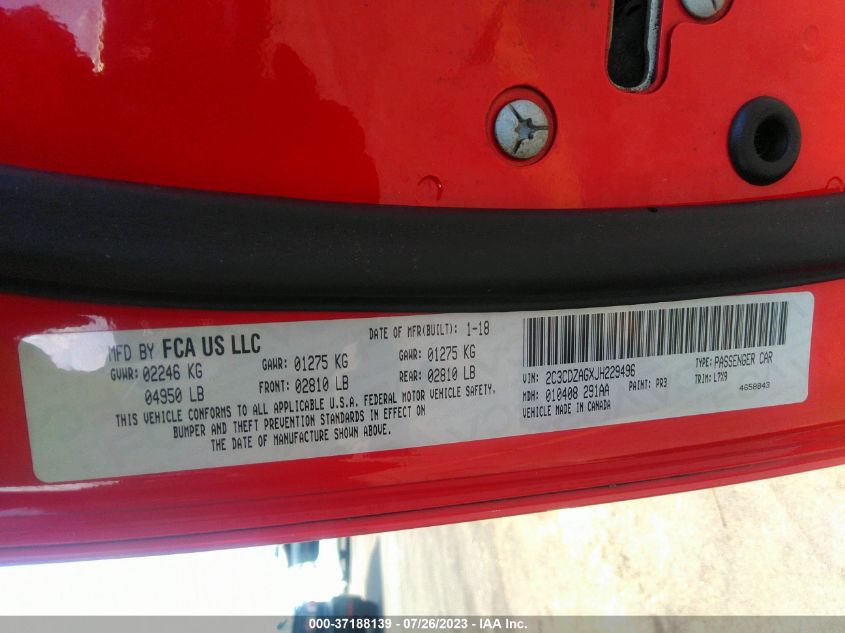 MFD BY FCA US LLC
DATE OF MFR(BUILT): 1-18
GVWR: 02246 KG
GAWR: 01275 KG
GAWR: 01275 KG
04950 LB
FRONT: 02810 LB
REAR: 02810 LB
THIS VEHICLE CONFORMS TO ALL APPLICABLE U.S.A. FEDERAL MOTOR VEHICLE SAFETY,
BUMPER AND THEFT PREVENTION STANDARDS IN EFFECT ON
THE DATE OF MANUFACTURE SHOWN ABOVE.
VIN: 2C3CDZAGXJH229496
TYPE: PASSENGER CAR
MDH: 010408 291AA
PAINT: PR3
TRIM: L7X9
VEHICLE MADE IN CANADA
4658843
000-37188139 - 07/26/2023 - IAA Inc.